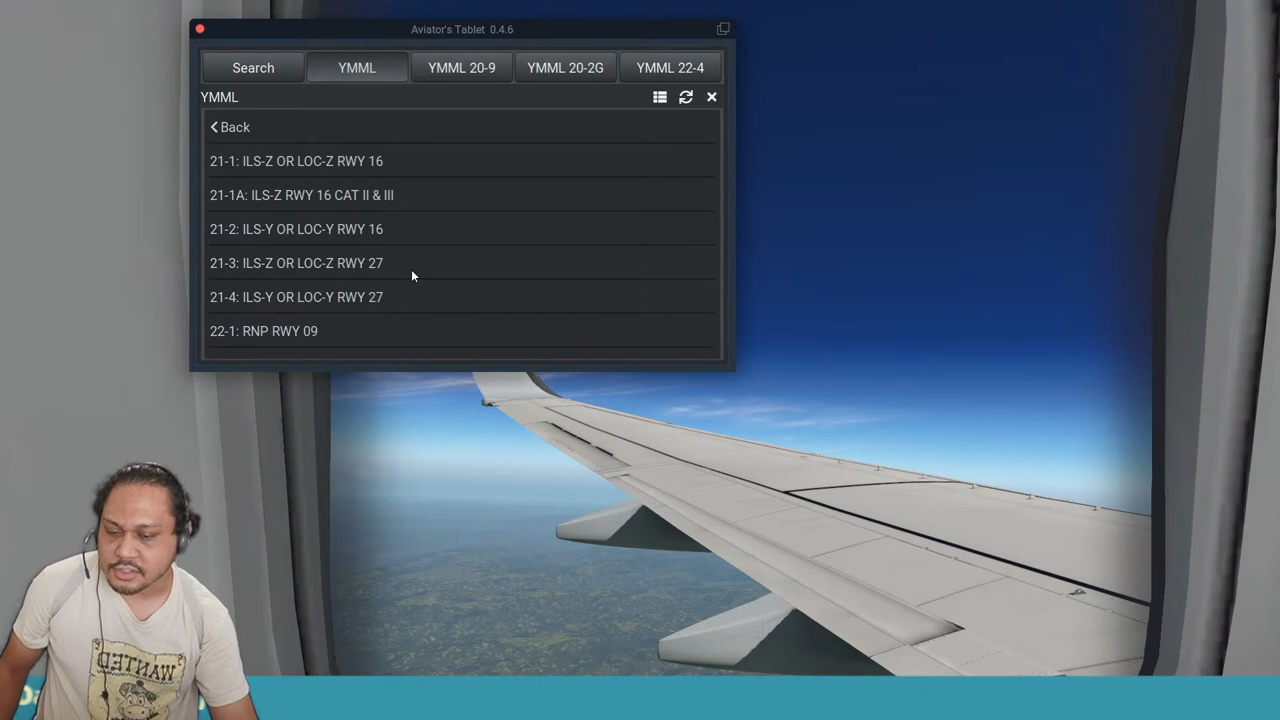 Aviator's Tablet 0.4.6
Search
YMML
YMML 20-9
YMML 20-2G
YMML 22-4
YMML
Back
21-1: ILS-Z OR LOC-Z RWY 16
21-1A: ILS-Z RWY 16 CAT II & III
21-2: ILS-Y OR LOC-Y RWY 16
21-3: ILS-Z OR LOC-Z RWY 27
21-4: ILS-Y OR LOC-Y RWY 27
22-1: RNP RWY 09
WANTED